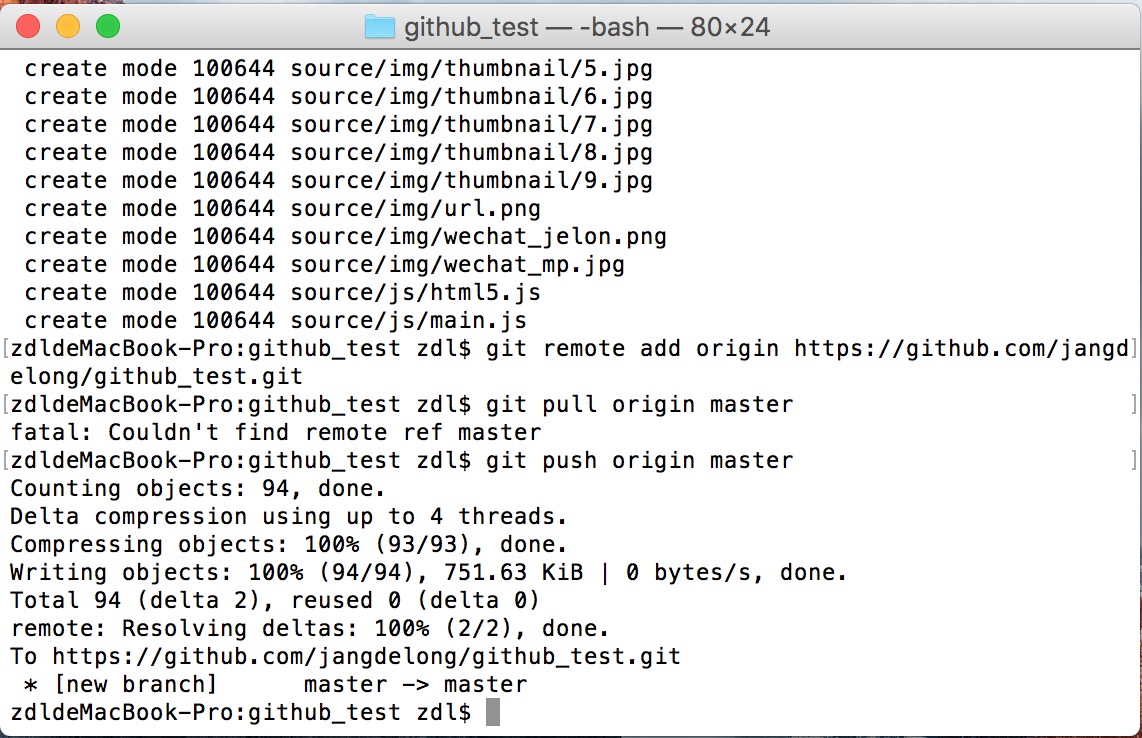 github_test — -bash — 80×24
create mode 100644 source/img/thumbnail/5.jpg
create mode 100644 source/img/thumbnail/6.jpg
create mode 100644 source/img/thumbnail/7.jpg
create mode 100644 source/img/thumbnail/8.jpg
create mode 100644 source/img/thumbnail/9.jpg
create mode 100644 source/img/url.png
create mode 100644 source/img/wechat_jelon.png
create mode 100644 source/img/wechat_mp.jpg
create mode 100644 source/js/html5.js
create mode 100644 source/js/main.js
[zdldeMacBook-Pro:github_test zdl$ git remote add origin https://github.com/jangd]
elong/github_test.git
[zdldeMacBook-Pro:github_test zdl$ git pull origin master ]
fatal: Couldn't find remote ref master
[zdldeMacBook-Pro:github_test zdl$ git push origin master ]
Counting objects: 94, done.
Delta compression using up to 4 threads.
Compressing objects: 100% (93/93), done.
Writing objects: 100% (94/94), 751.63 KiB | 0 bytes/s, done.
Total 94 (delta 2), reused 0 (delta 0)
remote: Resolving deltas: 100% (2/2), done.
To https://github.com/jangdelong/github_test.git
 * [new branch]      master -> master
zdldeMacBook-Pro:github_test zdl$